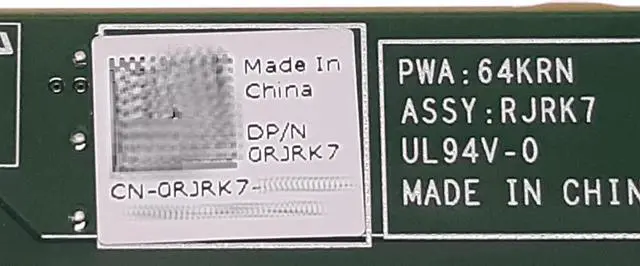 Made In
China
DP/N
0RJRK7
CN-0RJRK7-
PWA:64KRN
ASSY:RJRK7
UL94V-0
MADE IN CHIN